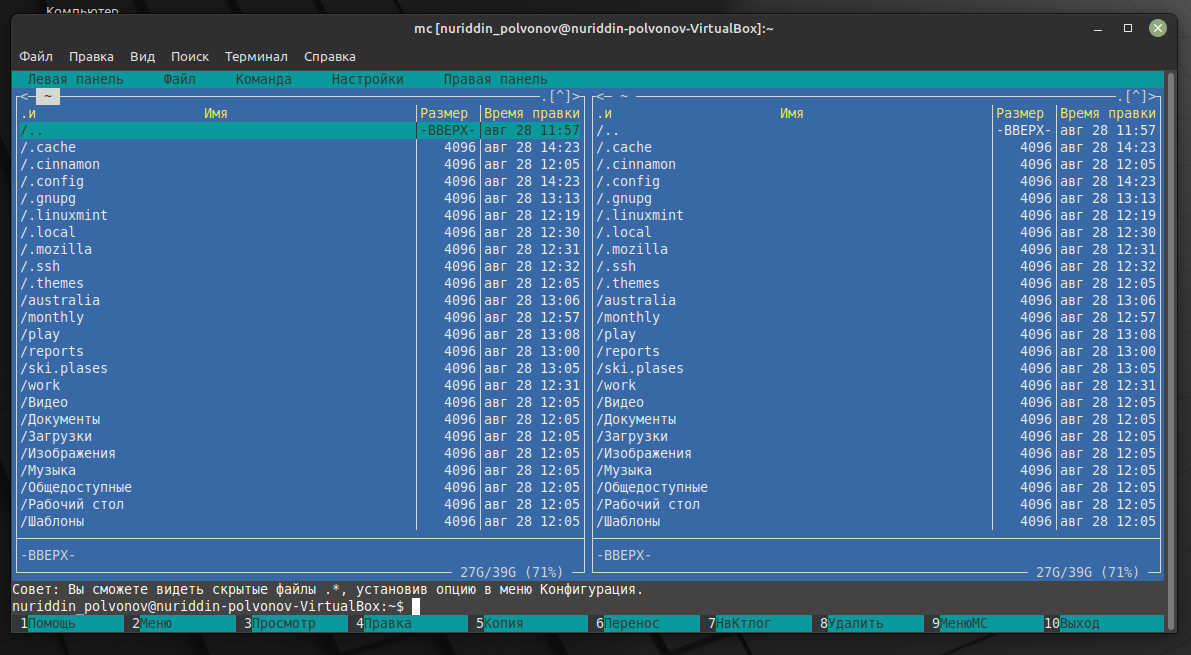 Компьютер
mc [nuriddin_polvonov@nuriddin-polvonov-VirtualBox]:~
Файл Правка Вид Поиск Терминал Справка
Левая панель Файл Команда Настройки Правая панель
<- ~ .[^]> <- ~ .[^]>
.и Имя Размер Время правки .и Имя Размер Время правки
/.. -ВВЕРХ- авг 28 11:57 /.. -ВВЕРХ- авг 28 11:57
/.cache 4096 авг 28 14:23 /.cache 4096 авг 28 14:23
/.cinnamon 4096 авг 28 12:05 /.cinnamon 4096 авг 28 12:05
/.config 4096 авг 28 14:23 /.config 4096 авг 28 14:23
/.gnupg 4096 авг 28 13:13 /.gnupg 4096 авг 28 13:13
/.linuxmint 4096 авг 28 12:19 /.linuxmint 4096 авг 28 12:19
/.local 4096 авг 28 12:30 /.local 4096 авг 28 12:30
/.mozilla 4096 авг 28 12:31 /.mozilla 4096 авг 28 12:31
/.ssh 4096 авг 28 12:32 /.ssh 4096 авг 28 12:32
/.themes 4096 авг 28 12:05 /.themes 4096 авг 28 12:05
/australia 4096 авг 28 13:06 /australia 4096 авг 28 13:06
/monthly 4096 авг 28 12:57 /monthly 4096 авг 28 12:57
/play 4096 авг 28 13:08 /play 4096 авг 28 13:08
/reports 4096 авг 28 13:00 /reports 4096 авг 28 13:00
/ski.plases 4096 авг 28 13:05 /ski.plases 4096 авг 28 13:05
/work 4096 авг 28 12:31 /work 4096 авг 28 12:31
/Видео 4096 авг 28 12:05 /Видео 4096 авг 28 12:05
/Документы 4096 авг 28 12:05 /Документы 4096 авг 28 12:05
/Загрузки 4096 авг 28 12:05 /Загрузки 4096 авг 28 12:05
/Изображения 4096 авг 28 12:05 /Изображения 4096 авг 28 12:05
/Музыка 4096 авг 28 12:05 /Музыка 4096 авг 28 12:05
/Общедоступные 4096 авг 28 12:05 /Общедоступные 4096 авг 28 12:05
/Рабочий стол 4096 авг 28 12:05 /Рабочий стол 4096 авг 28 12:05
/Шаблоны 4096 авг 28 12:05 /Шаблоны 4096 авг 28 12:05
-ВВЕРХ- -ВВЕРХ-
27G/39G (71%) 27G/39G (71%)
Совет: Вы сможете видеть скрытые файлы .*, установив опцию в меню Конфигурация.
nuriddin_polvonov@nuriddin-polvonov-VirtualBox:~$
1Помощь 2Меню 3Просмотр 4Правка 5Копия 6Перенос 7НвКтлог 8Удалить 9МенюМС 10Выход